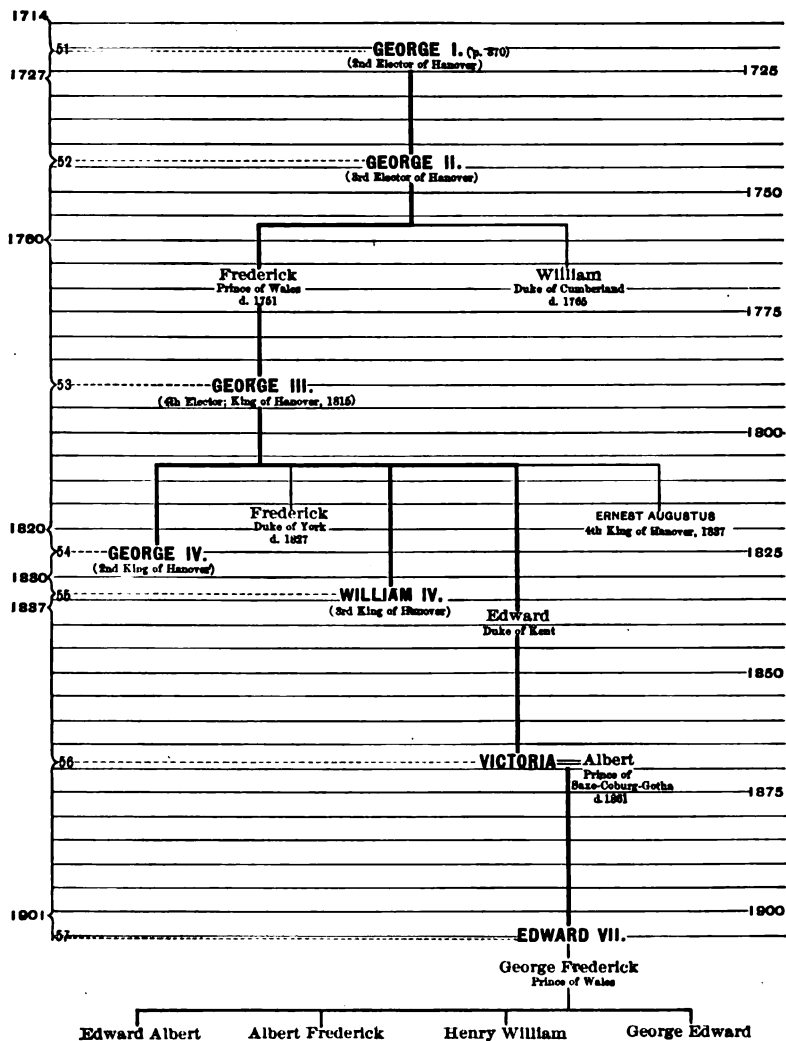 1714
51 GEORGE I. (p. 370)
(2nd Elector of Hanover)
1725
1727
52 GEORGE II.
(3rd Elector of Hanover)
1750
1760
Frederick
Prince of Wales
d. 1751
William
Duke of Cumberland
d. 1765
1775
53 GEORGE III.
(4th Elector; King of Hanover, 1815)
1800
Frederick
Duke of York
d. 1827
ERNEST AUGUSTUS
4th King of Hanover, 1837
1820
54 GEORGE IV.
(2nd King of Hanover)
1825
1830
55 WILLIAM IV.
(3rd King of Hanover)
1837
Edward
Duke of Kent
1850
56 VICTORIA Albert
Prince of
Saxe-Coburg-Gotha
d. 1861
1875
1900
1901
57 EDWARD VII.
George Frederick
Prince of Wales
Edward Albert Albert Frederick Henry William George Edward